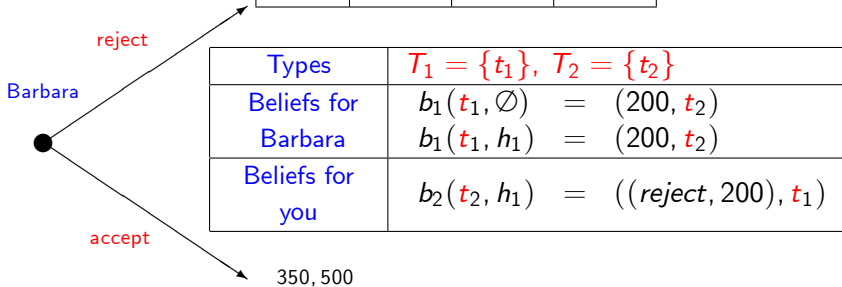 reject
Barbara
Types T₁ = {t₁}, T₂ = {t₂}
Beliefs for Barbara b₁(t₁, ∅) = (200, t₂)
b₁(t₁, h₁) = (200, t₂)
Beliefs for you b₂(t₂, h₁) = ((reject, 200), t₁)
accept
350, 500